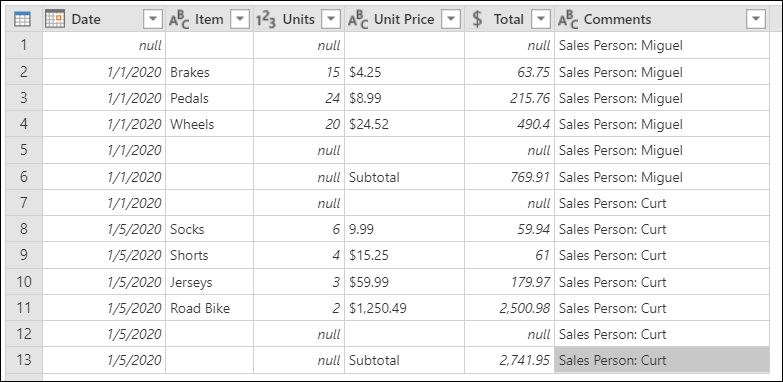 Date ABC Item 123 Units ABC Unit Price $ Total ABC Comments
1 null null null Sales Person: Miguel
2 1/1/2020 Brakes 15 $4.25 63.75 Sales Person: Miguel
3 1/1/2020 Pedals 24 $8.99 215.76 Sales Person: Miguel
4 1/1/2020 Wheels 20 $24.52 490.4 Sales Person: Miguel
5 1/1/2020 null null Sales Person: Miguel
6 1/1/2020 null Subtotal 769.91 Sales Person: Miguel
7 1/1/2020 null null Sales Person: Curt
8 1/5/2020 Socks 6 9.99 59.94 Sales Person: Curt
9 1/5/2020 Shorts 4 $15.25 61 Sales Person: Curt
10 1/5/2020 Jerseys 3 $59.99 179.97 Sales Person: Curt
11 1/5/2020 Road Bike 2 $1,250.49 2,500.98 Sales Person: Curt
12 1/5/2020 null null Sales Person: Curt
13 1/5/2020 null Subtotal 2,741.95 Sales Person: Curt